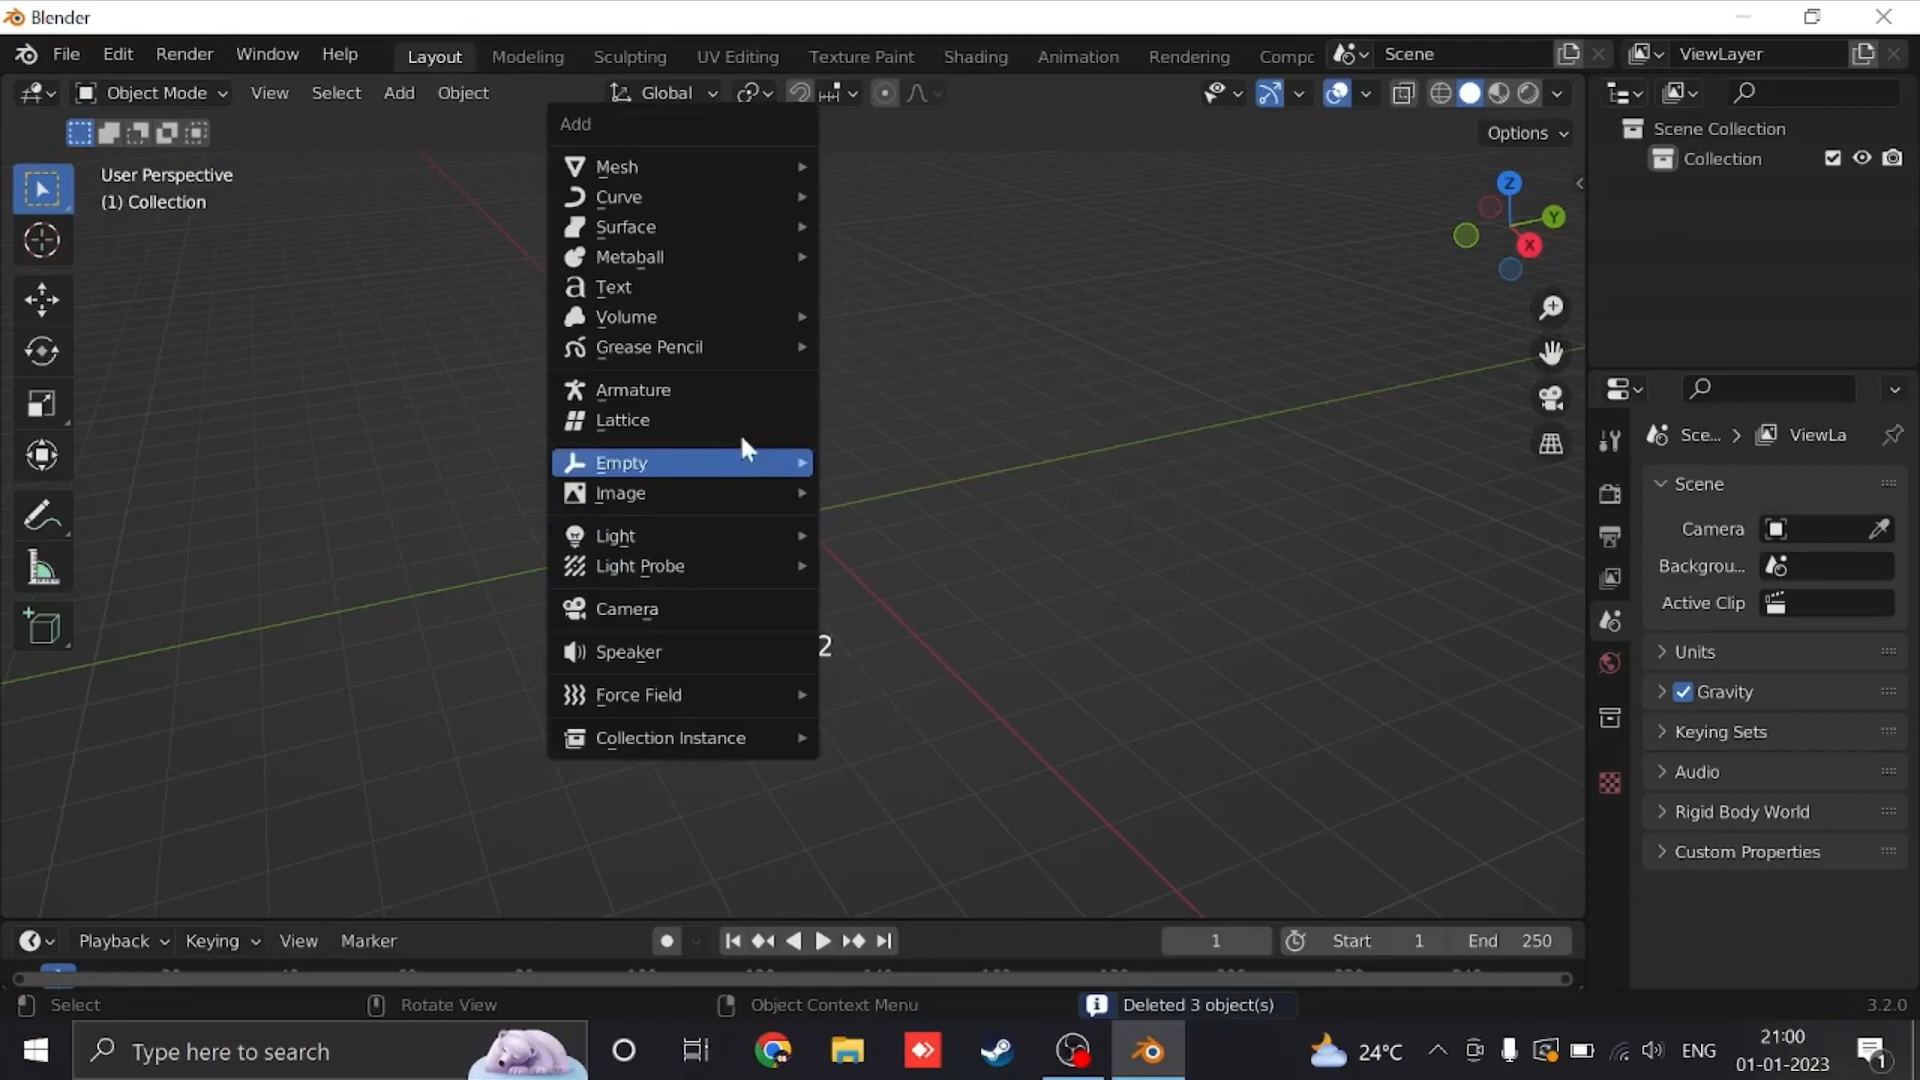 Blender
File Edit Render Window Help Layout Modeling Sculpting UV Editing Texture Paint Shading Animation Rendering Compc Scene ViewLayer
Object Mode View Select Add Object Global
Options
User Perspective
(1) Collection
Add
Mesh
Curve
Surface
Metaball
Text
Volume
Grease Pencil
Armature
Lattice
Empty
Image
Light
Light Probe
Camera
Speaker
Force Field
Collection Instance
2
Z
Y
X
Scene Collection
Collection
Sce... ViewLa
Scene
Camera
Backgrou...
Active Clip
Units
Gravity
Keying Sets
Audio
Rigid Body World
Custom Properties
Playback Keying View Marker 1 Start 1 End 250
Select Rotate View Object Context Menu Deleted 3 object(s) 3.2.0
Type here to search 24°C ENG 21:00
01-01-2023
1